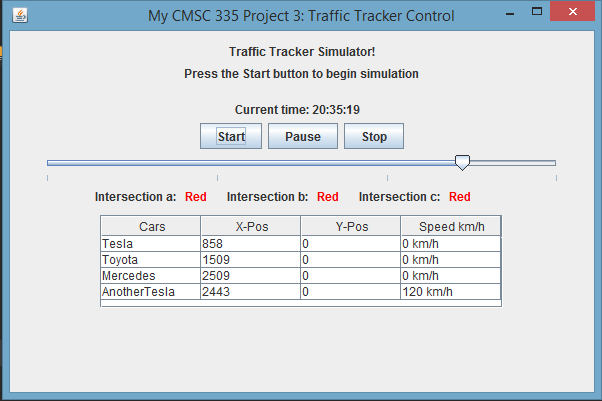 My CMSC 335 Project 3: Traffic Tracker Control
Traffic Tracker Simulator!
Press the Start button to begin simulation
Current time: 20:35:19
Start Pause Stop
Intersection a: Red Intersection b: Red Intersection c: Red
Cars X-Pos Y-Pos Speed km/h
Tesla 858 0 0 km/h
Toyota 1509 0 0 km/h
Mercedes 2509 0 0 km/h
AnotherTesla 2443 0 120 km/h